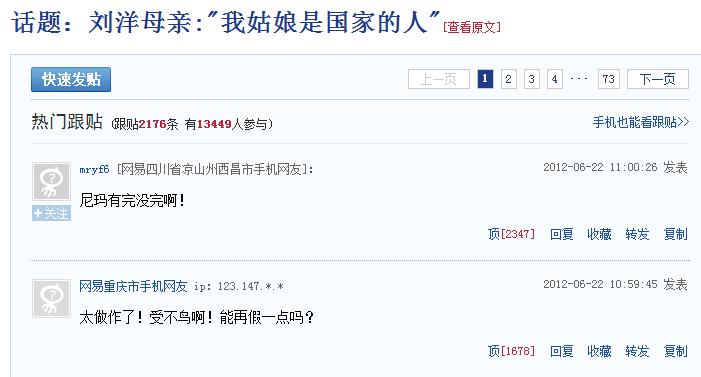 话题：刘洋母亲:"我姑娘是国家的人"[查看原文]
快速发贴 上一页 1 2 3 4 ··· 73 下一页
热门跟贴 (跟贴2176条 有13449人参与) 手机也能看跟贴>>
mryf6 [网易四川省凉山州西昌市手机网友]: 2012-06-22 11:00:26 发表
尼玛有完没完啊！
+关注
顶[2347] 回复 收藏 转发 复制
网易重庆市手机网友 ip: 123.147.*.* 2012-06-22 10:59:45 发表
太做作了！受不鸟啊！能再假一点吗？
顶[1678] 回复 收藏 转发 复制